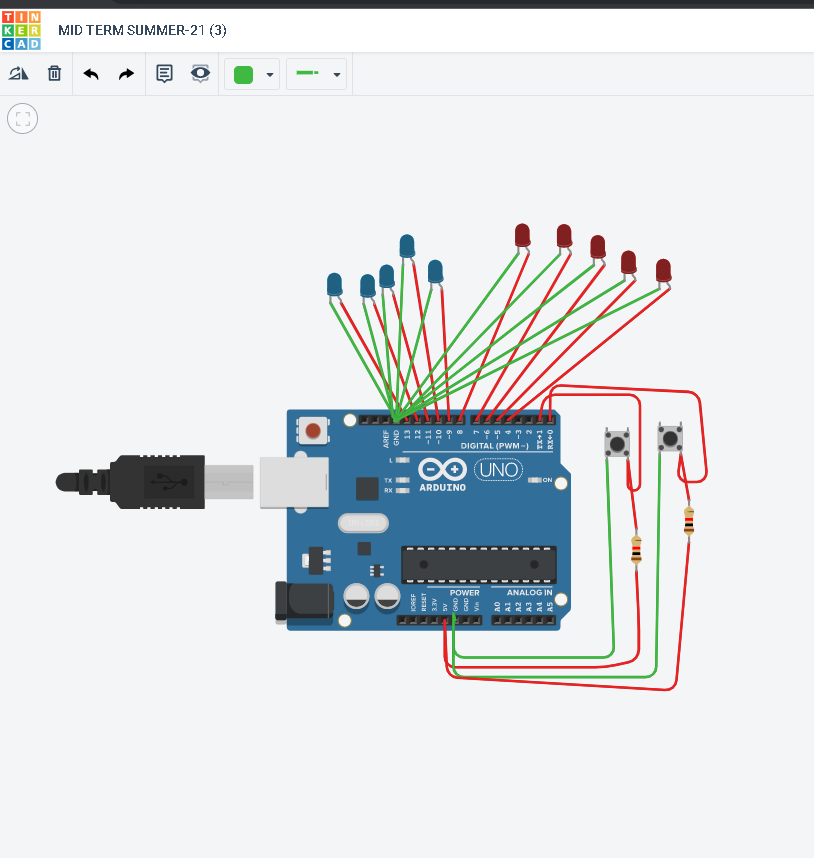 TIN
KER
CAD
MID TERM SUMMER-21 (3)
AREF
GND
13
12
~11
~10
~9
8
7
~6
~5
4
~3
2
TX→1
RX←0
DIGITAL (PWM~)
L
TX
RX
ARDUINO
UNO
ON
POWER
ANALOG IN
IOREF
RESET
3.3V
5V
GND
GND
Vin
A0
A1
A2
A3
A4
A5